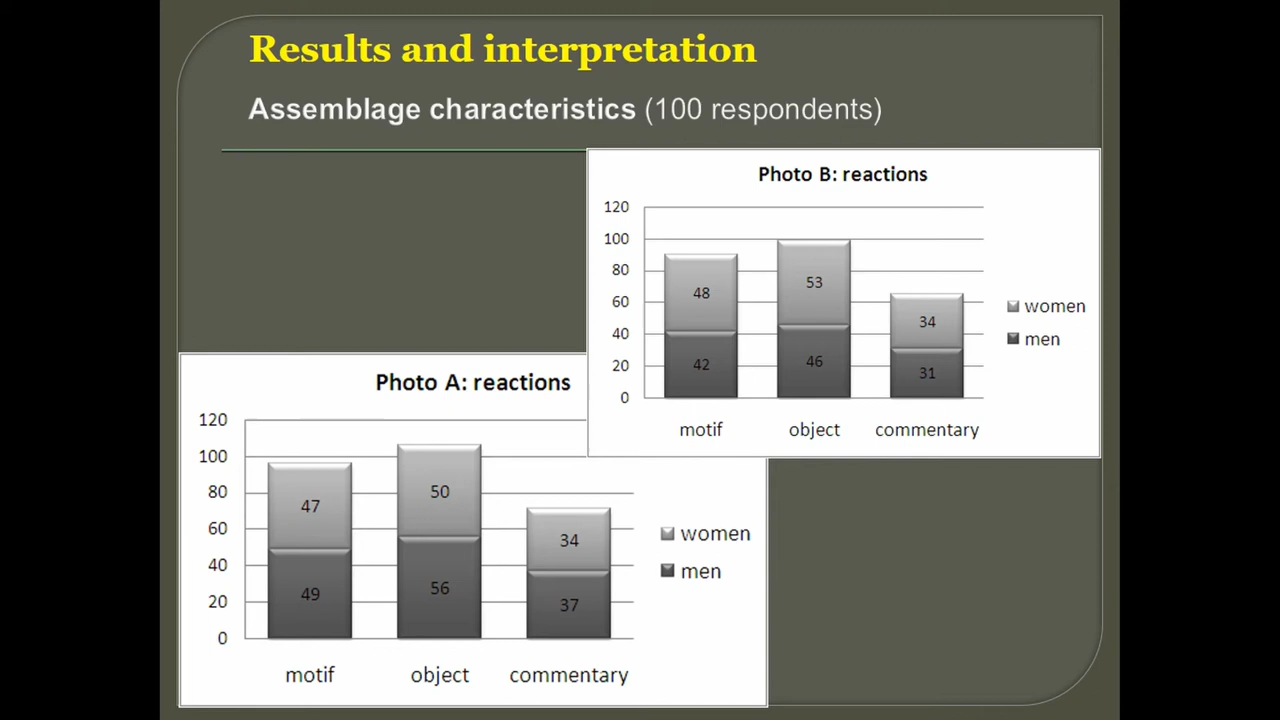 Results and interpretation
Assemblage characteristics (100 respondents)
Photo B: reactions
120
100
80
60
40
20
0
48
53
34
42
46
31
motif object commentary
women
men
Photo A: reactions
120
100
80
60
40
20
0
47
50
34
49
56
37
motif object commentary
women
men